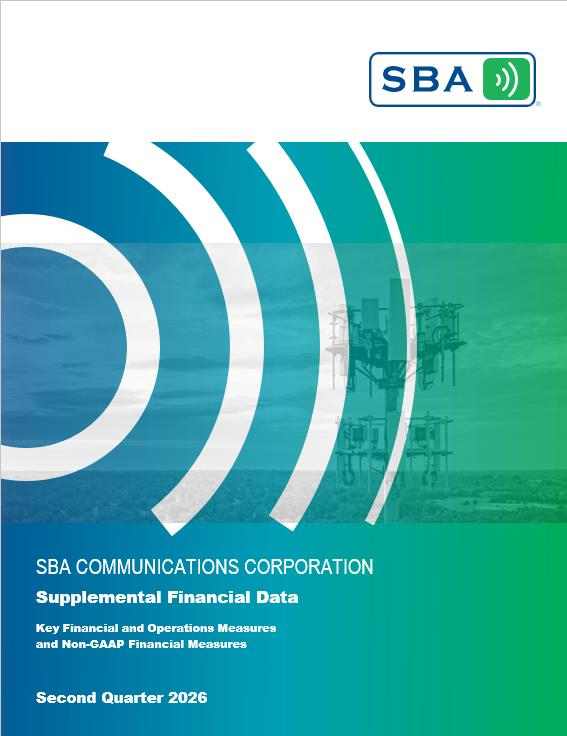 SBA
®
SBA COMMUNICATIONS CORPORATION
Supplemental Financial Data
Key Financial and Operations Measures
and Non-GAAP Financial Measures
Second Quarter 2026